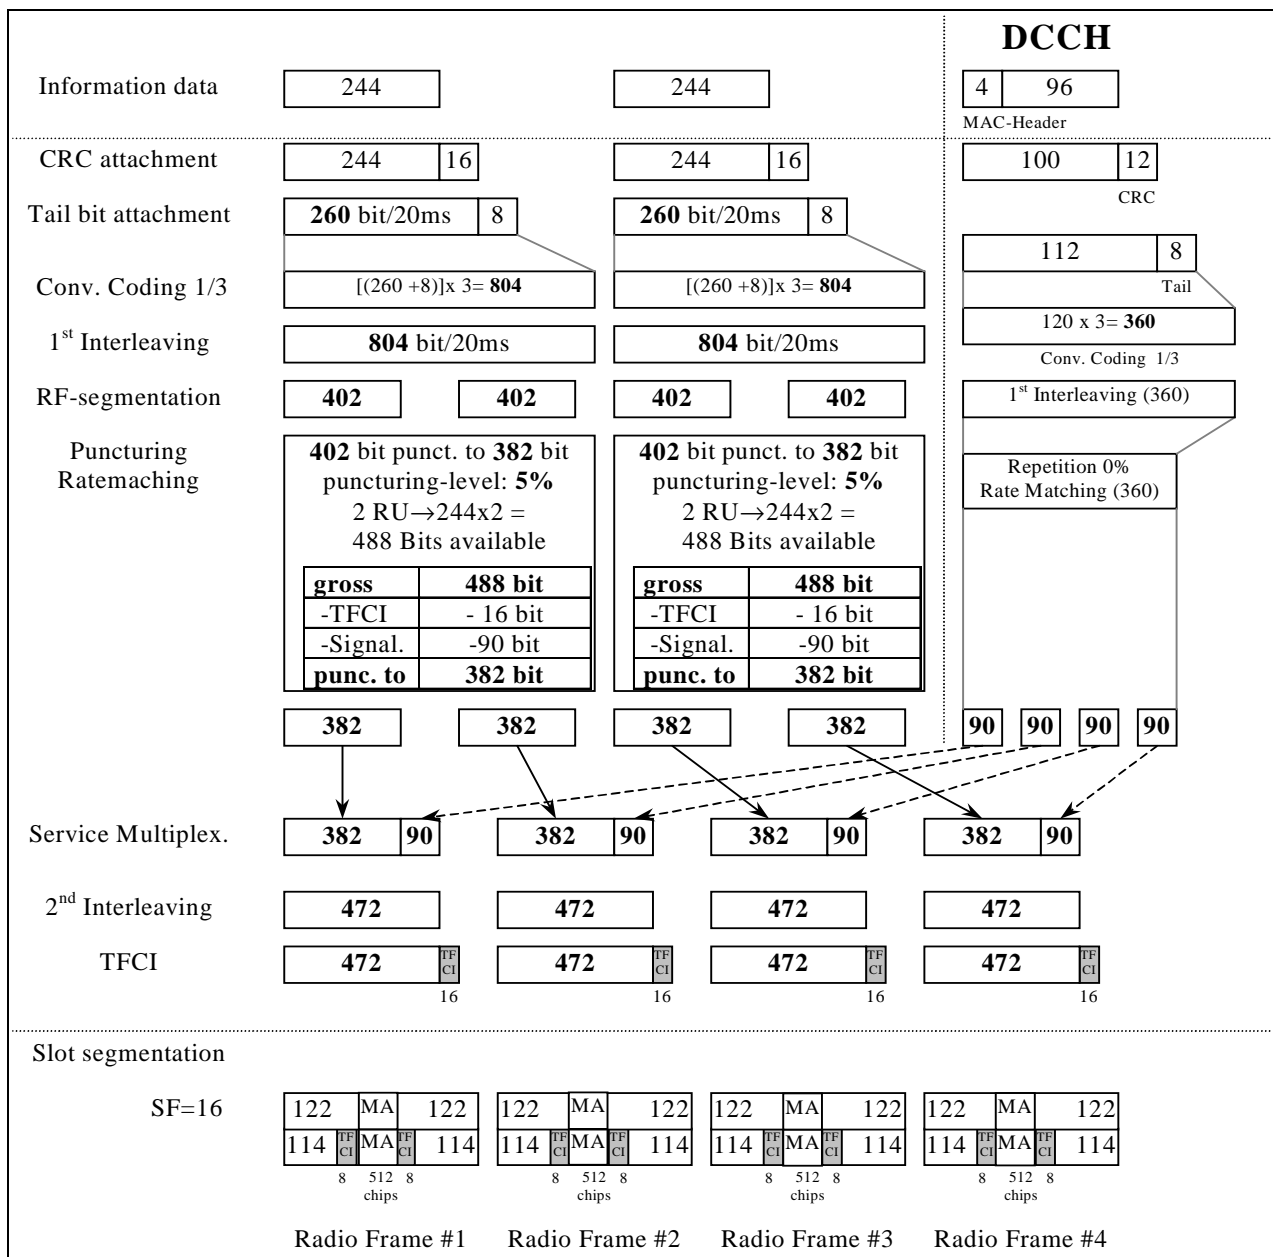 DCCH
Information data 244 244 4 96
MAC-Header
CRC attachment 244 16 244 16 100 12
CRC
Tail bit attachment 260 bit/20ms 8 260 bit/20ms 8
112 8
Tail
Conv. Coding 1/3 [(260 +8)]x 3= 804 [(260 +8)]x 3= 804
120 x 3= 360
Conv. Coding 1/3
1st Interleaving 804 bit/20ms 804 bit/20ms
RF-segmentation 402 402 402 402 1st Interleaving (360)
Puncturing
Ratemaching
402 bit punct. to 382 bit
puncturing-level: 5%
2 RU→244x2 =
488 Bits available
gross 488 bit
-TFCI - 16 bit
-Signal. -90 bit
punc. to 382 bit
402 bit punct. to 382 bit
puncturing-level: 5%
2 RU→244x2 =
488 Bits available
gross 488 bit
-TFCI - 16 bit
-Signal. -90 bit
punc. to 382 bit
Repetition 0%
Rate Matching (360)
382 382 382 382 90 90 90 90
Service Multiplex. 382 90 382 90 382 90 382 90
2nd Interleaving 472 472 472 472
TFCI 472 TF CI 472 TF CI 472 TF CI 472 TF CI
16 16 16 16
Slot segmentation
SF=16 122 MA 122 122 MA 122 122 MA 122 122 MA 122
114 TF CI MA TF CI 114 114 TF CI MA TF CI 114 114 TF CI MA TF CI 114 114 TF CI MA TF CI 114
8 512 8 8 512 8 8 512 8 8 512 8
chips chips chips chips
Radio Frame #1 Radio Frame #2 Radio Frame #3 Radio Frame #4